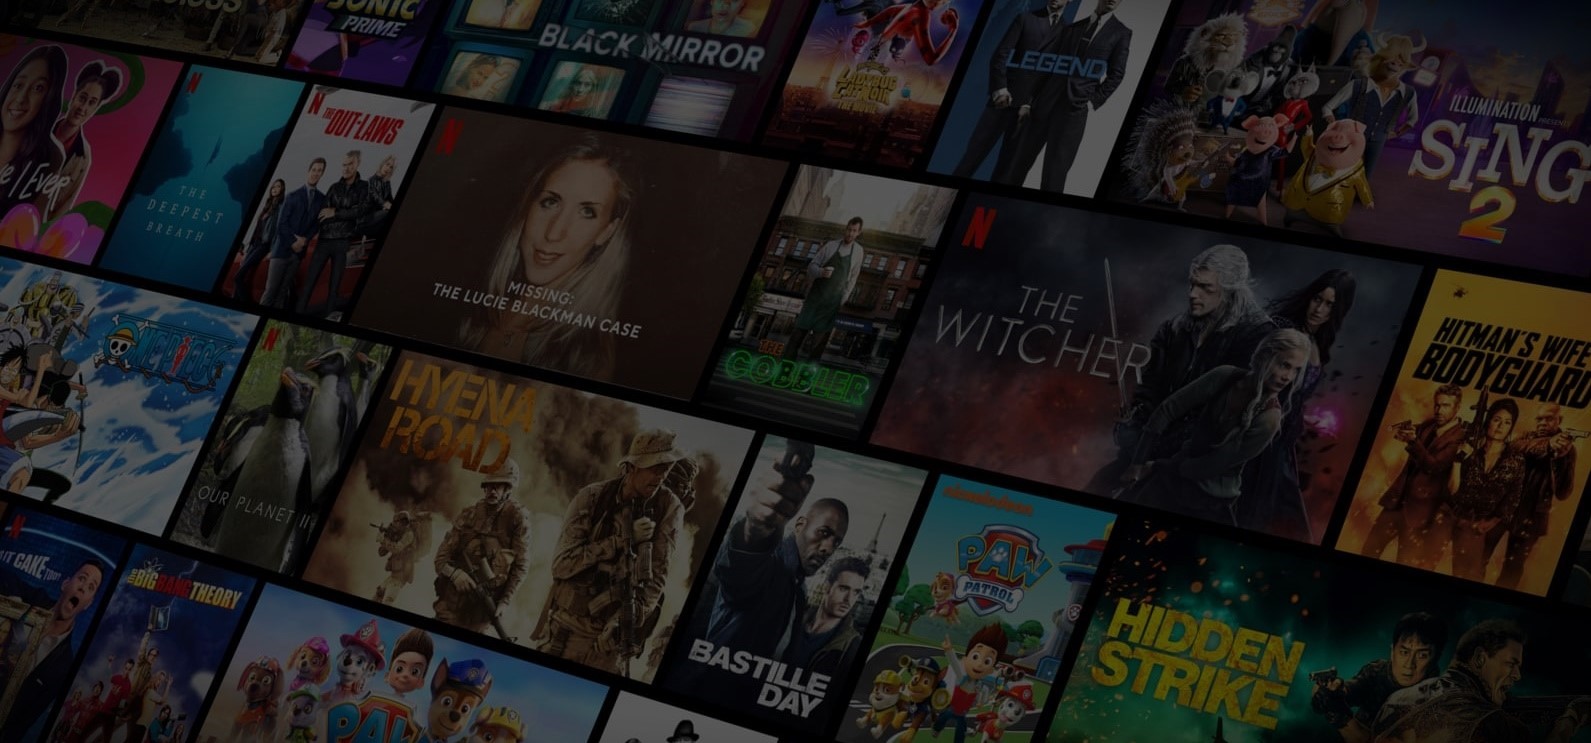 SONIC
PRIME
BLACK MIRROR
LADYBUG
LEGEND
ILLUMINATION
PRESENTS
SING
2
e I Ever
N
THE
DEEPEST
BREATH
N
THE OUT-LAWS
N
MISSING:
THE LUCIE BLACKMAN CASE
THE
COBBLER
N
THE
WITCHER
HITMAN'S WIFE
BODYGUARD
ONE PIECE
N
OUR PLANET II
HYENA
ROAD
BASTILLE
DAY
nickelodeon
PAW
PATROL
HIDDEN
STRIKE
N
IT CAKE
THE BIG BANG THEORY
PAW